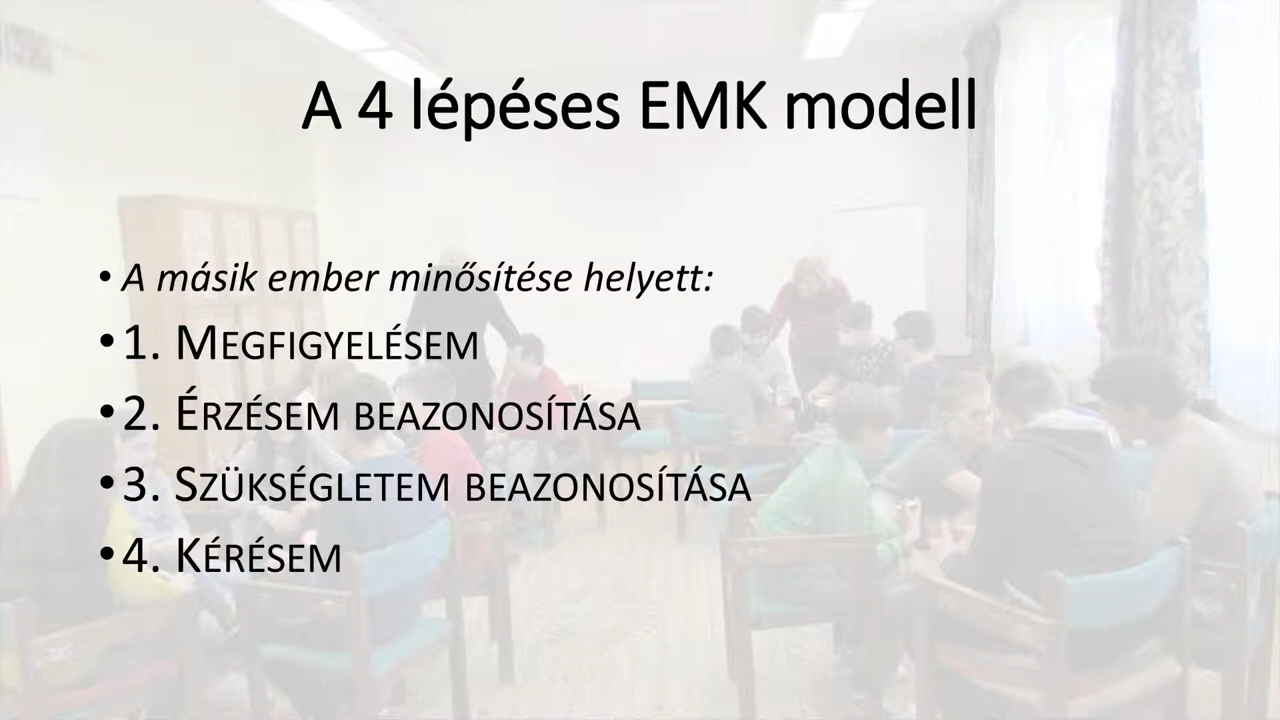 A 4 lépéses EMK modell
• A másik ember minősítése helyett:
• 1. MEGFIGYELÉSEM
• 2. ÉRZÉSEM BEAZONOSÍTÁSA
• 3. SZÜKSÉGLETEM BEAZONOSÍTÁSA
• 4. KÉRÉSEM